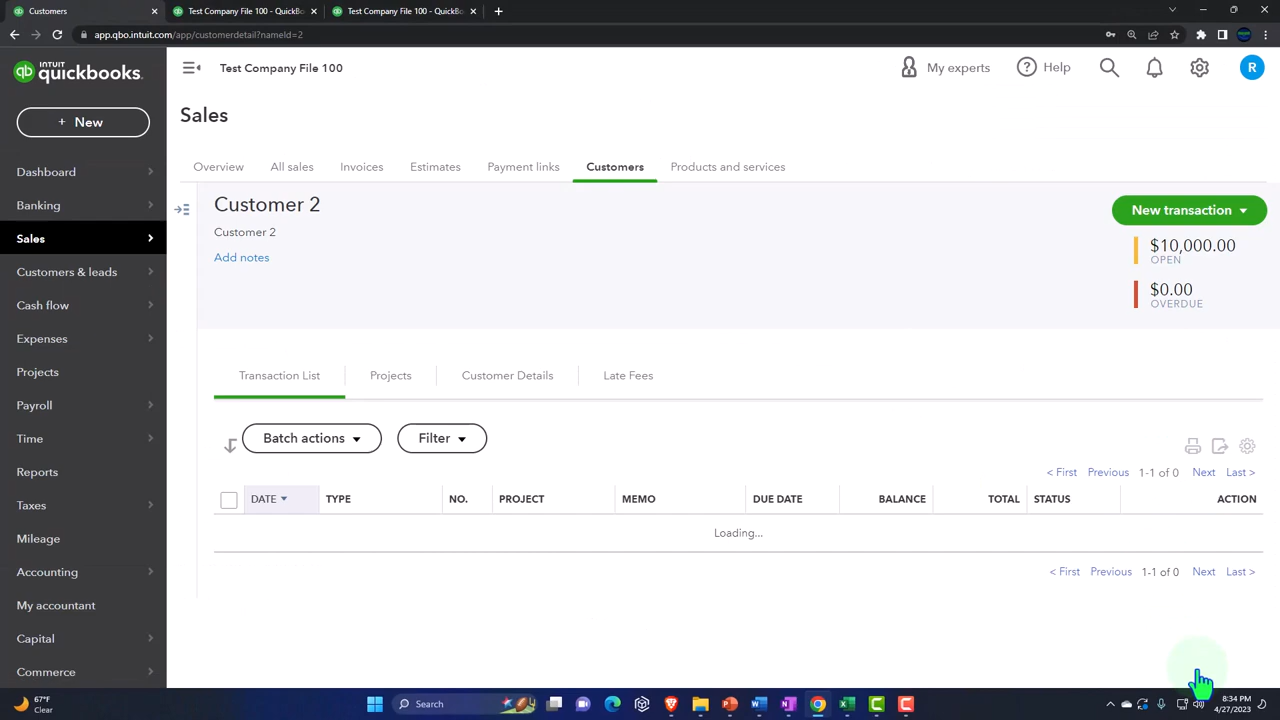 Customers
Test Company File 100 - QuickBo
Test Company File 100 - QuickBo
app.qbo.intuit.com/app/customerdetail?nameId=2
INTUIT
quickbooks.
Test Company File 100
My experts
Help
R
+ New
Sales
Dashboard
Banking
Sales
Customers & leads
Cash flow
Expenses
Projects
Payroll
Time
Reports
Taxes
Mileage
Accounting
My accountant
Capital
Commerce
Overview
All sales
Invoices
Estimates
Payment links
Customers
Products and services
Customer 2
Customer 2
Add notes
New transaction
$10,000.00
OPEN
$0.00
OVERDUE
Transaction List
Projects
Customer Details
Late Fees
Batch actions
Filter
< First Previous 1-1 of 0 Next Last >
DATE TYPE NO. PROJECT MEMO DUE DATE BALANCE TOTAL STATUS ACTION
Loading...
< First Previous 1-1 of 0 Next Last >
67°F
Clear
Search
8:34 PM
4/27/2023